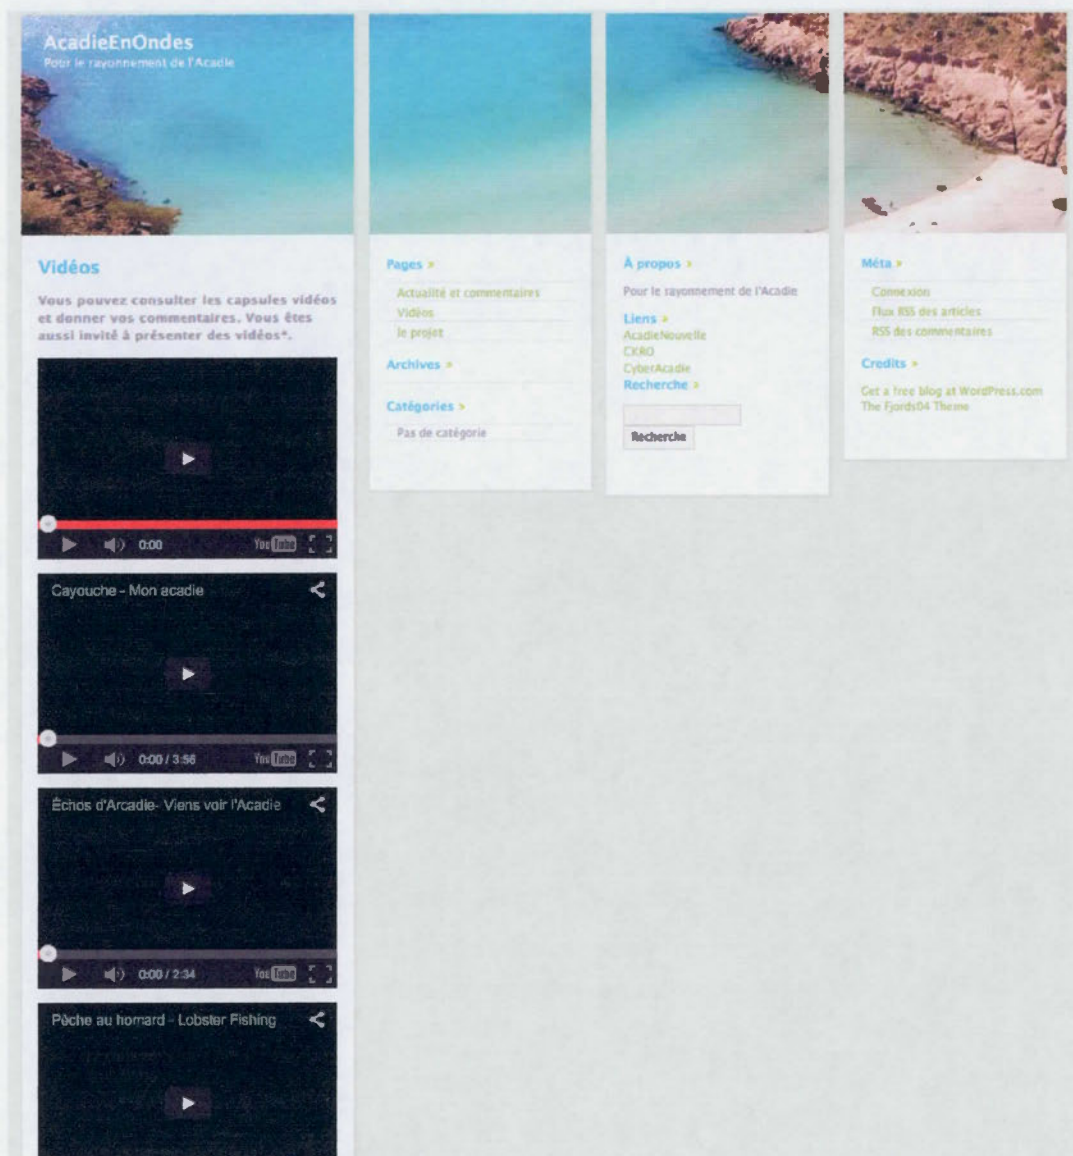 AcadieEnOndes
Pour le rayonnement de l'Acadie
Vidéos
Vous pouvez consulter les capsules vidéos
et donner vos commentaires. Vous êtes
aussi invité à présenter des vidéos*.
0:00
YouTube
Cayouche - Mon acadie
0:00 / 3:56
YouTube
Échos d'Arcadie- Viens voir l'Acadie
0:00 / 2:34
YouTube
Pêche au homard - Lobster Fishing
Pages »
Actualité et commentaires
Vidéos
le projet
Archives »
Catégories »
Pas de catégorie
À propos »
Pour le rayonnement de l'Acadie
Liens »
AcadieNouvelle
CKRO
CyberAcadie
Recherche »
Recherche
Méta »
Connexion
Flux RSS des articles
RSS des commentaires
Credits »
Get a free blog at WordPress.com
The Fjords04 Theme